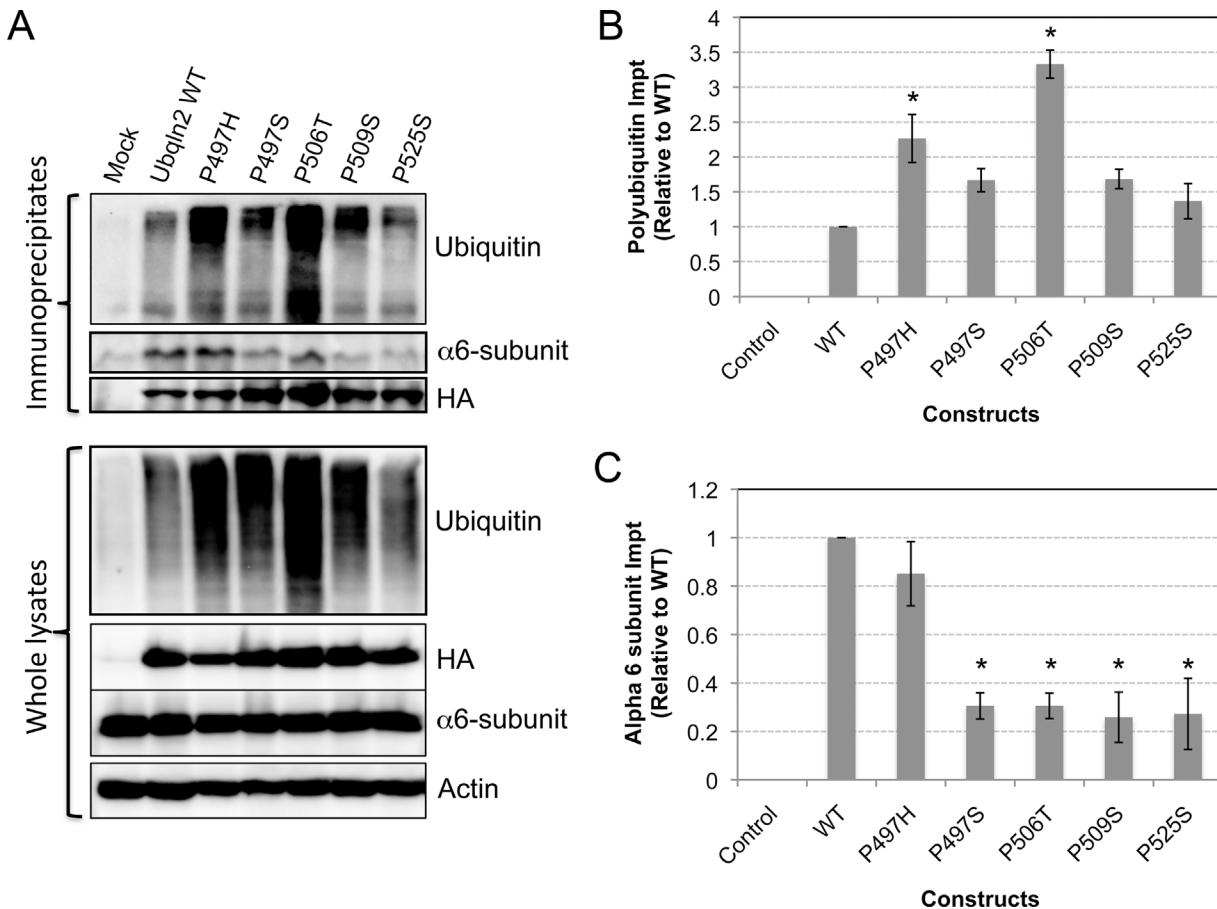 A
Mock
Ubqln2 WT
P497H
P497S
P506T
P509S
P525S
Immunoprecipitates
Ubiquitin
α6-subunit
HA
Whole lysates
Ubiquitin
HA
α6-subunit
Actin
B
Polyubiquitin Impt
(Relative to WT)
4
3.5
3
2.5
2
1.5
1
0.5
0
*
*
Control
WT
P497H
P497S
P506T
P509S
P525S
Constructs
C
Alpha 6 subunit Impt
(Relative to WT)
1.2
1
0.8
0.6
0.4
0.2
0
* * * *
Control
WT
P497H
P497S
P506T
P509S
P525S
Constructs